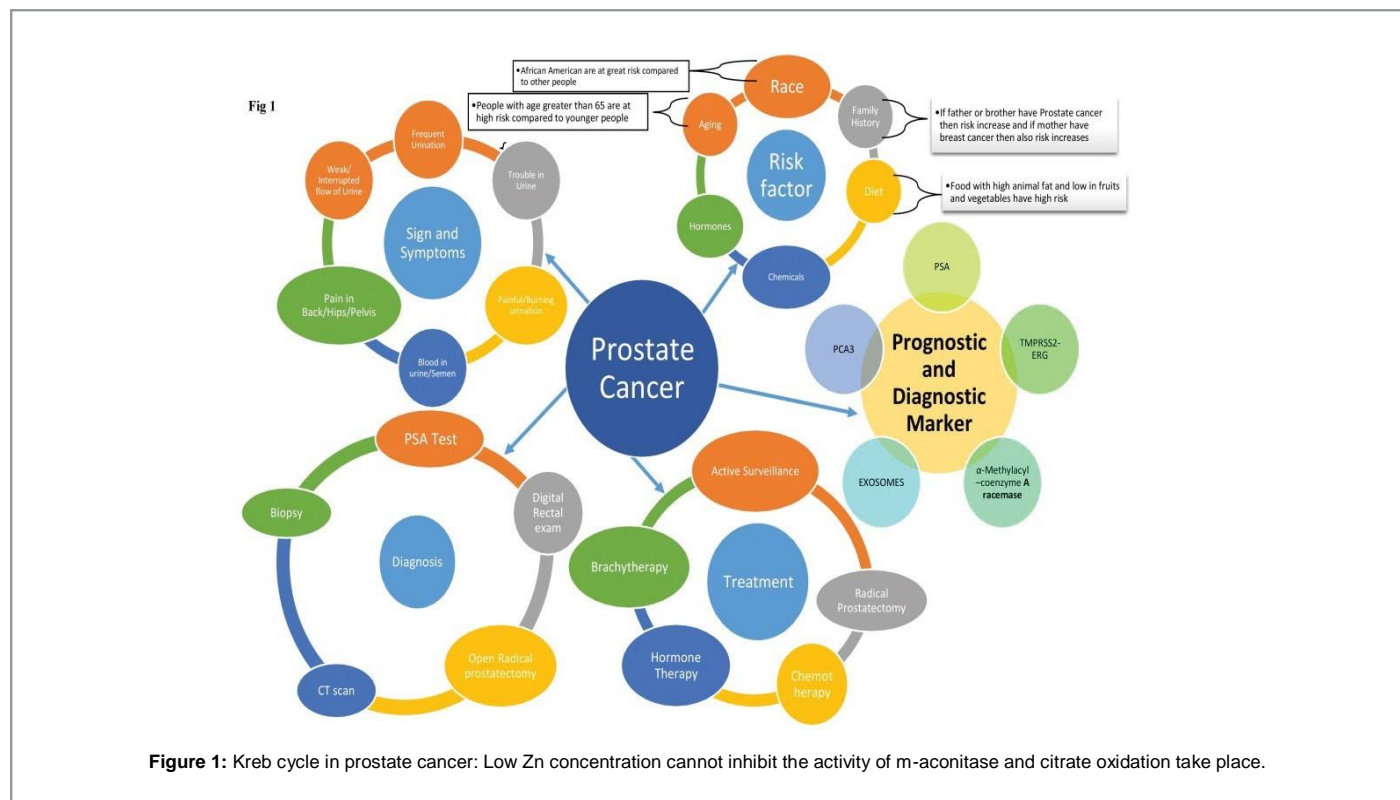 Fig 1
•African American are at great risk compared
to other people
•People with age greater than 65 are at
high risk compared to younger people
Race
Aging
Family
History
•If father or brother have Prostate cancer
then risk increase and if mother have
breast cancer then also risk increases
Risk
factor
Diet
•Food with high animal fat and low in fruits
and vegetables have high risk
Hormones
Chemicals
Frequent
Urination
Weak/
Interrupted
flow of Urine
Trouble in
Urine
Sign and
Symptoms
Pain in
Back/Hips/Pelvis
Painful/Burning
urination
Blood in
urine/Semen
Prostate
Cancer
PSA
PCA3
Prognostic
and
Diagnostic
Marker
TMPRSS2-
ERG
EXOSOMES
α-Methylacyl
–coenzyme A
racemase
PSA Test
Biopsy
Digital
Rectal
exam
Diagnosis
CT scan
Open Radical
prostatectomy
Active Surveillance
Brachytherapy
Treatment
Radical
Prostatectomy
Hormone
Therapy
Chemot
herapy
Figure 1: Kreb cycle in prostate cancer: Low Zn concentration cannot inhibit the activity of m-aconitase and citrate oxidation take place.